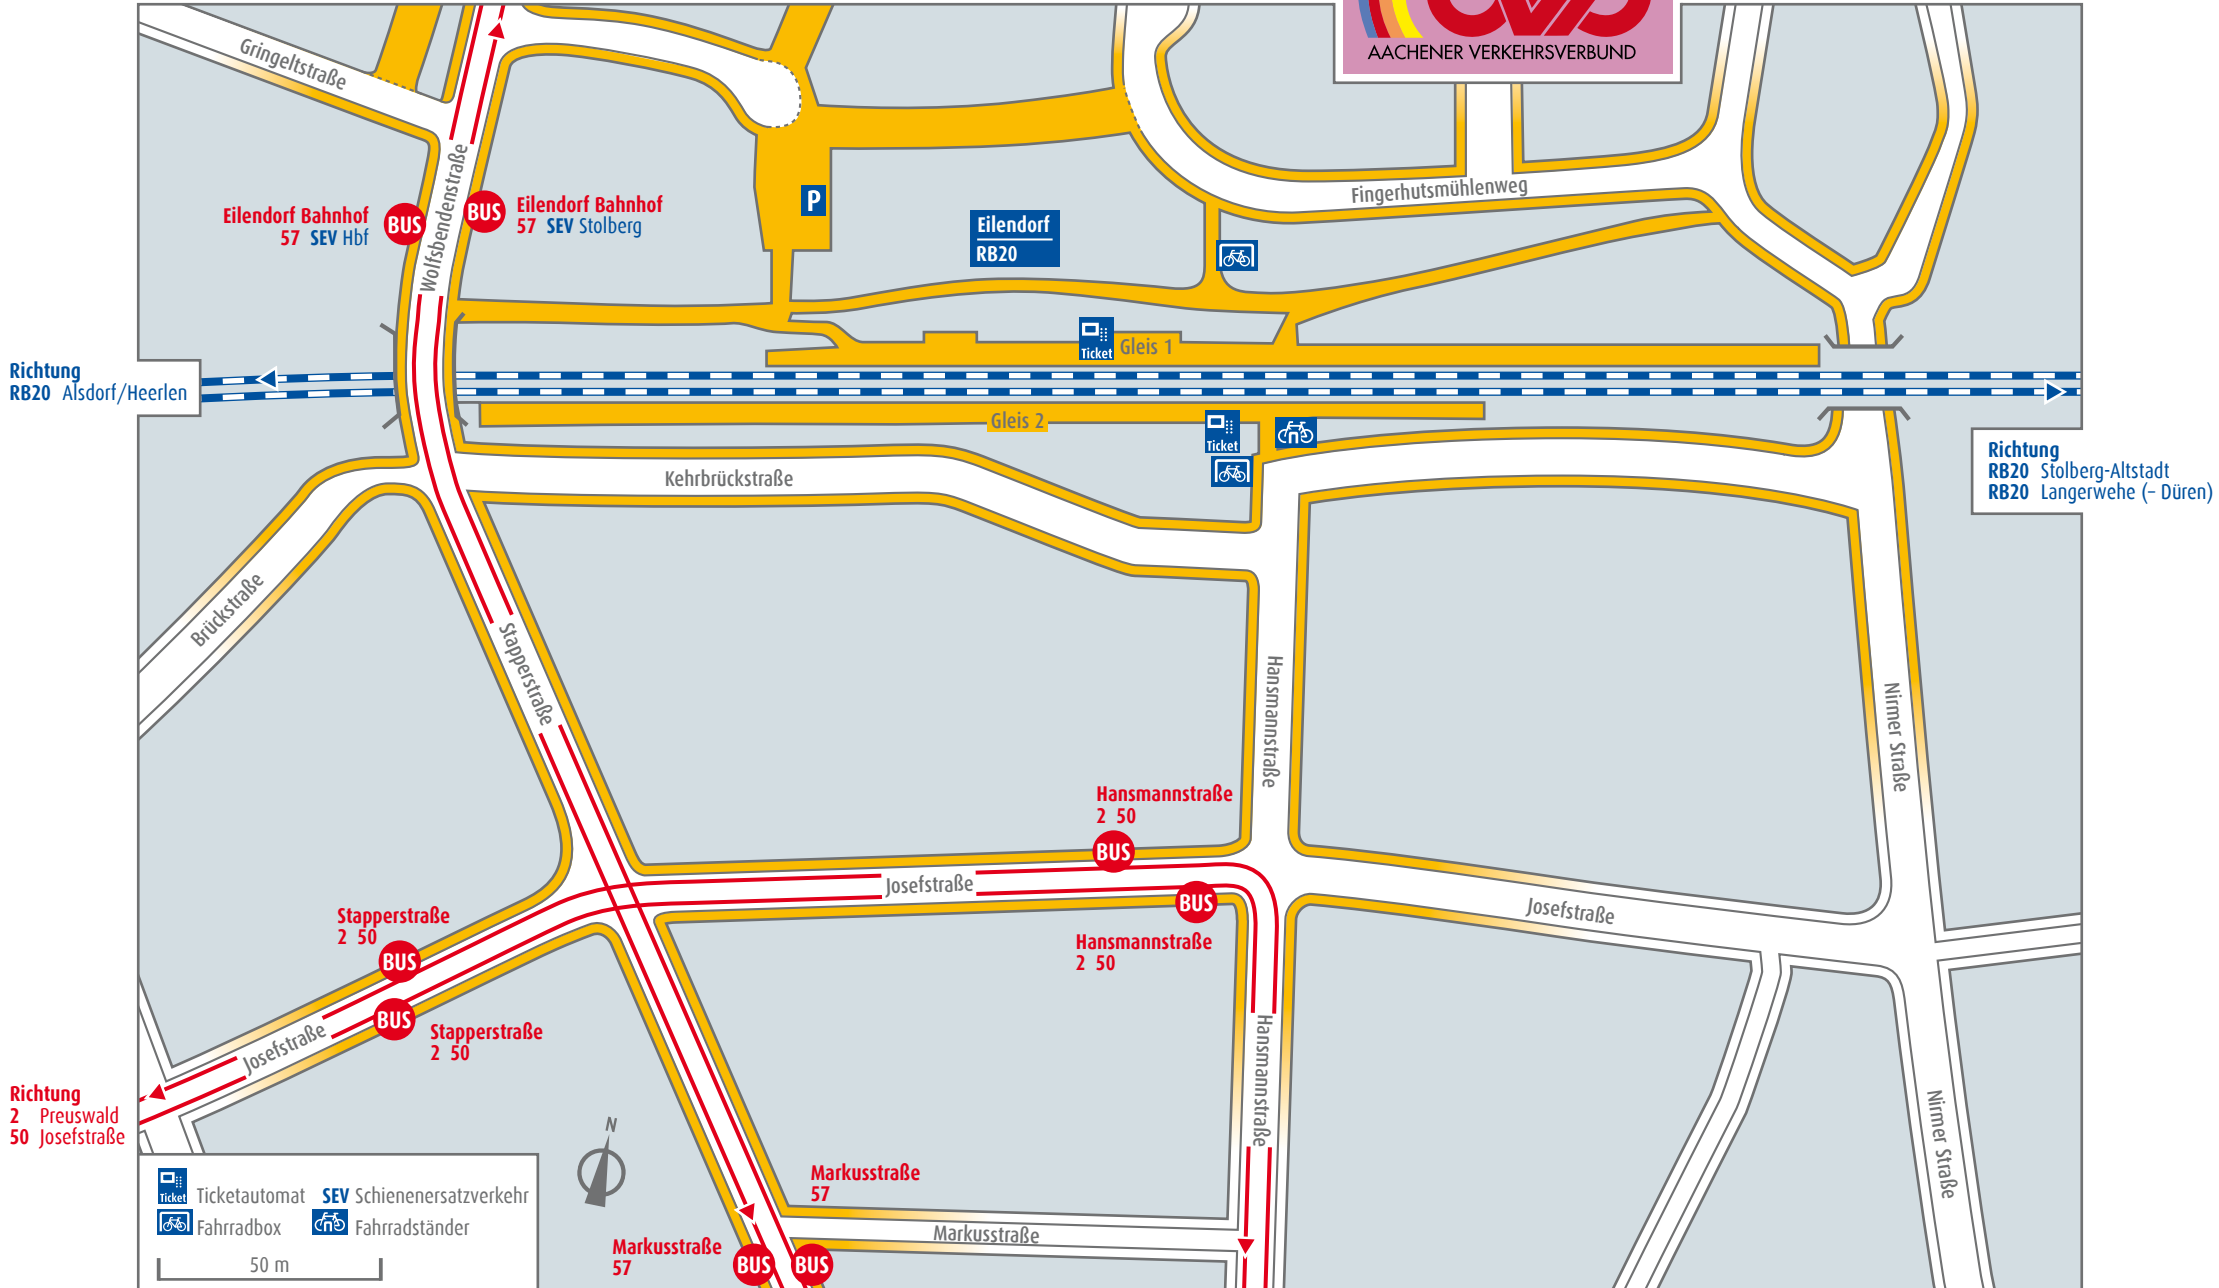 AACHENER VERKEHRSVERBUND
Gringeltstraße
Wolfsbendenstraße
Fingerhutsmühlenweg
P
Eilendorf Bahnhof
57 SEV Hbf
BUS
BUS
Eilendorf Bahnhof
57 SEV Stolberg
Eilendorf
RB20
Ticket
Gleis 1
Richtung
RB20 Alsdorf/Heerlen
Gleis 2
Ticket
Kehrbrückstraße
Richtung
RB20 Stolberg-Altstadt
RB20 Langerwehe (– Düren)
Brückstraße
Stapperstraße
Hansmannstraße
Nirmer Straße
Hansmannstraße
2 50
BUS
Josefstraße
BUS
Hansmannstraße
2 50
Josefstraße
Stapperstraße
2 50
BUS
BUS
Stapperstraße
2 50
Josefstraße
Hansmannstraße
Nirmer Straße
Richtung
2 Preuswald
50 Josefstraße
N
Markusstraße
57
Markusstraße
Markusstraße
57
BUS
BUS
Ticket
Ticketautomat SEV Schienenersatzverkehr
Fahrradbox Fahrradständer
50 m